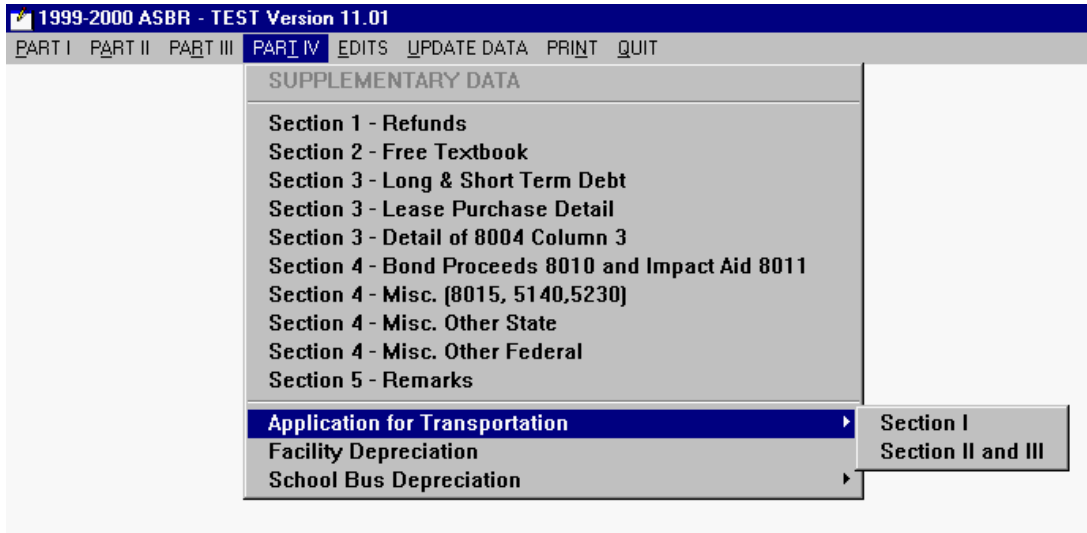 1999-2000 ASBR - TEST Version 11.01
PART I PART II PART III PART IV EDITS UPDATE DATA PRINT QUIT
SUPPLEMENTARY DATA
Section 1 - Refunds
Section 2 - Free Textbook
Section 3 - Long & Short Term Debt
Section 3 - Lease Purchase Detail
Section 3 - Detail of 8004 Column 3
Section 4 - Bond Proceeds 8010 and Impact Aid 8011
Section 4 - Misc. (8015, 5140,5230)
Section 4 - Misc. Other State
Section 4 - Misc. Other Federal
Section 5 - Remarks
Application for Transportation
Section I
Facility Depreciation
Section II and III
School Bus Depreciation